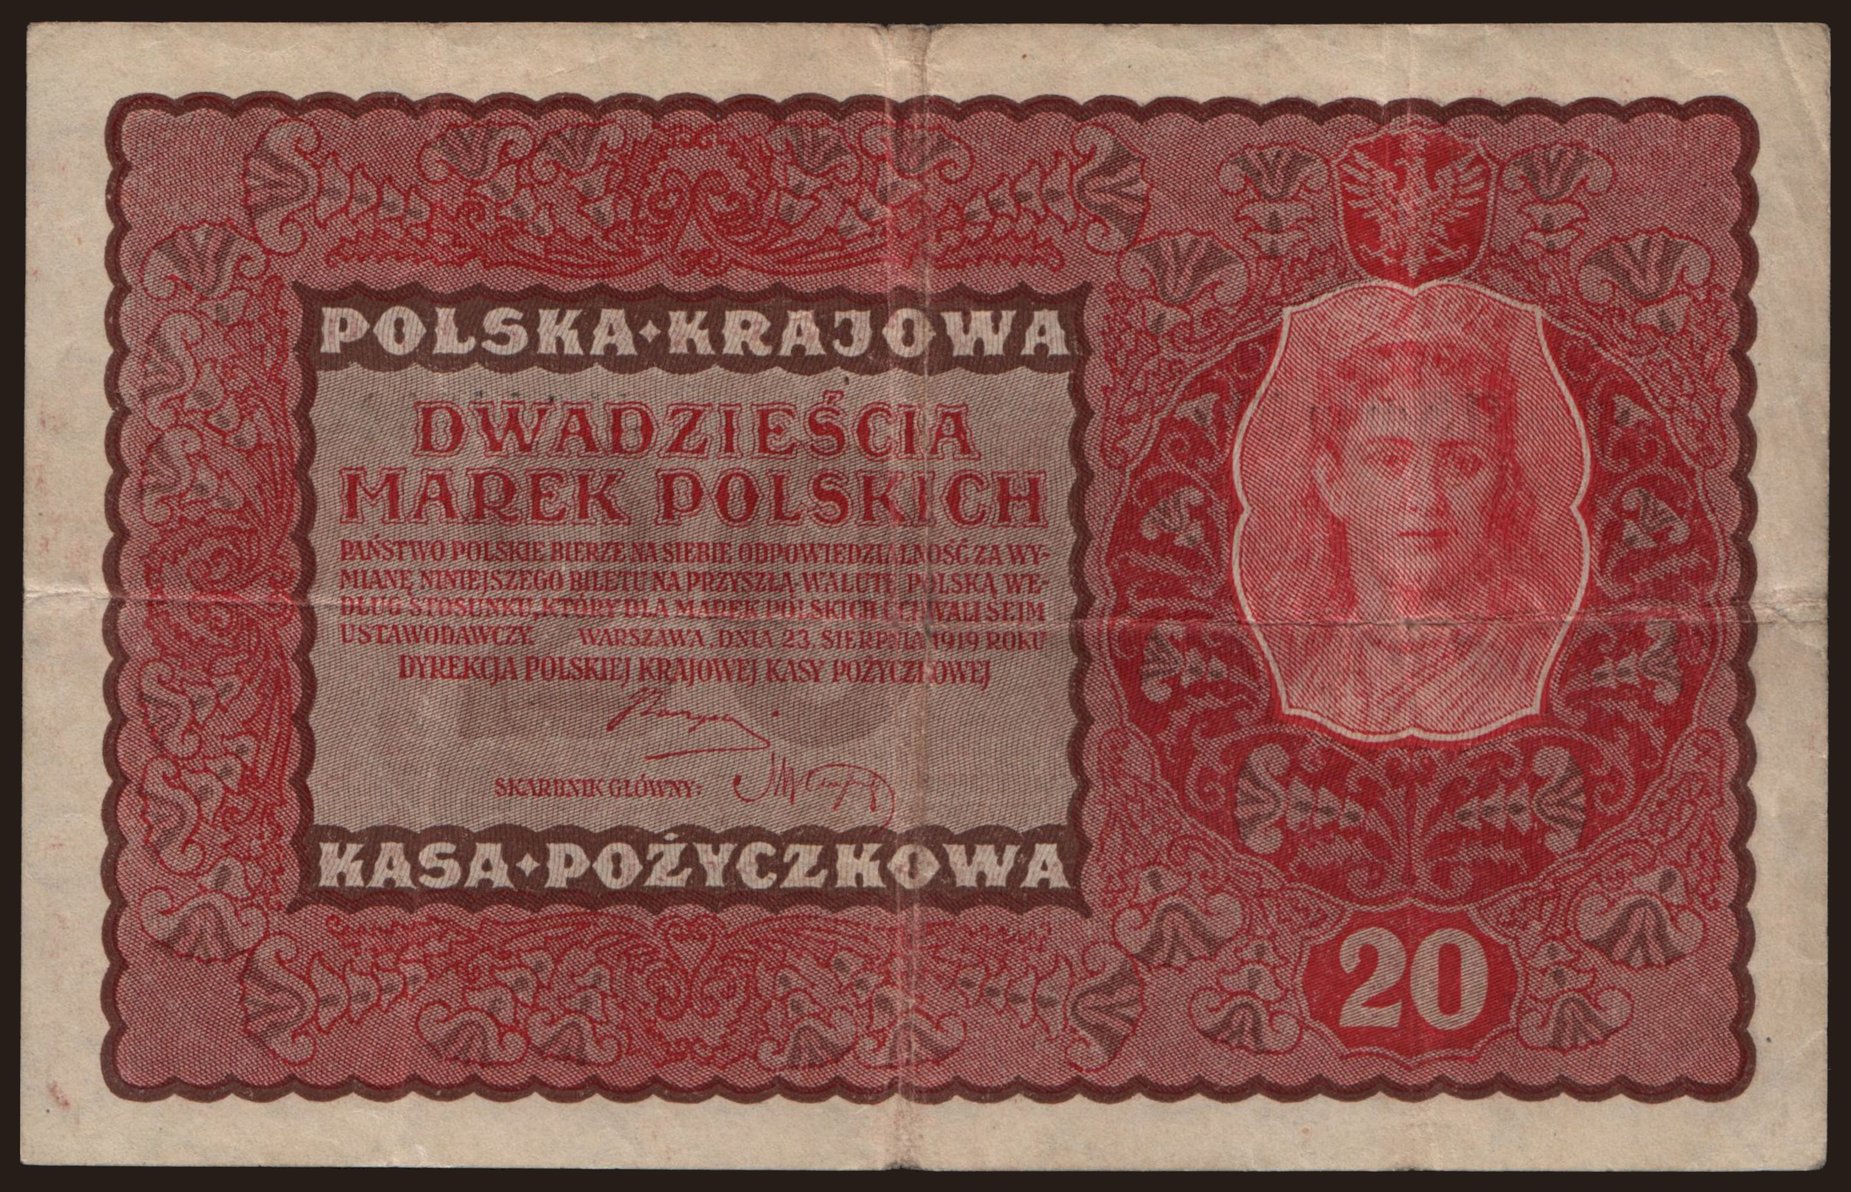 POLSKA KRAJOWA
DWADZIEŚCIA
MAREK POLSKICH
PAŃSTWO POLSKIE BIERZE NA SIEBIE ODPOWIEDZIALNOŚĆ ZA WY-
MIANĘ NINIEJSZEGO BILETU NA PRZYSZŁĄ WALUTĘ POLSKĄ WE-
DŁUG STOSUNKU, KTÓRY DLA MAREK POLSKICH UCHWALI SEJM
USTAWODAWCZY. WARSZAWA, DNIA 23. SIERPNIA 1919 ROKU
DYREKCJA POLSKIEJ KRAJOWEJ KASY POŻYCZKOWEJ
SKARBNIK GŁÓWNY:
KASA POŻYCZKOWA
20